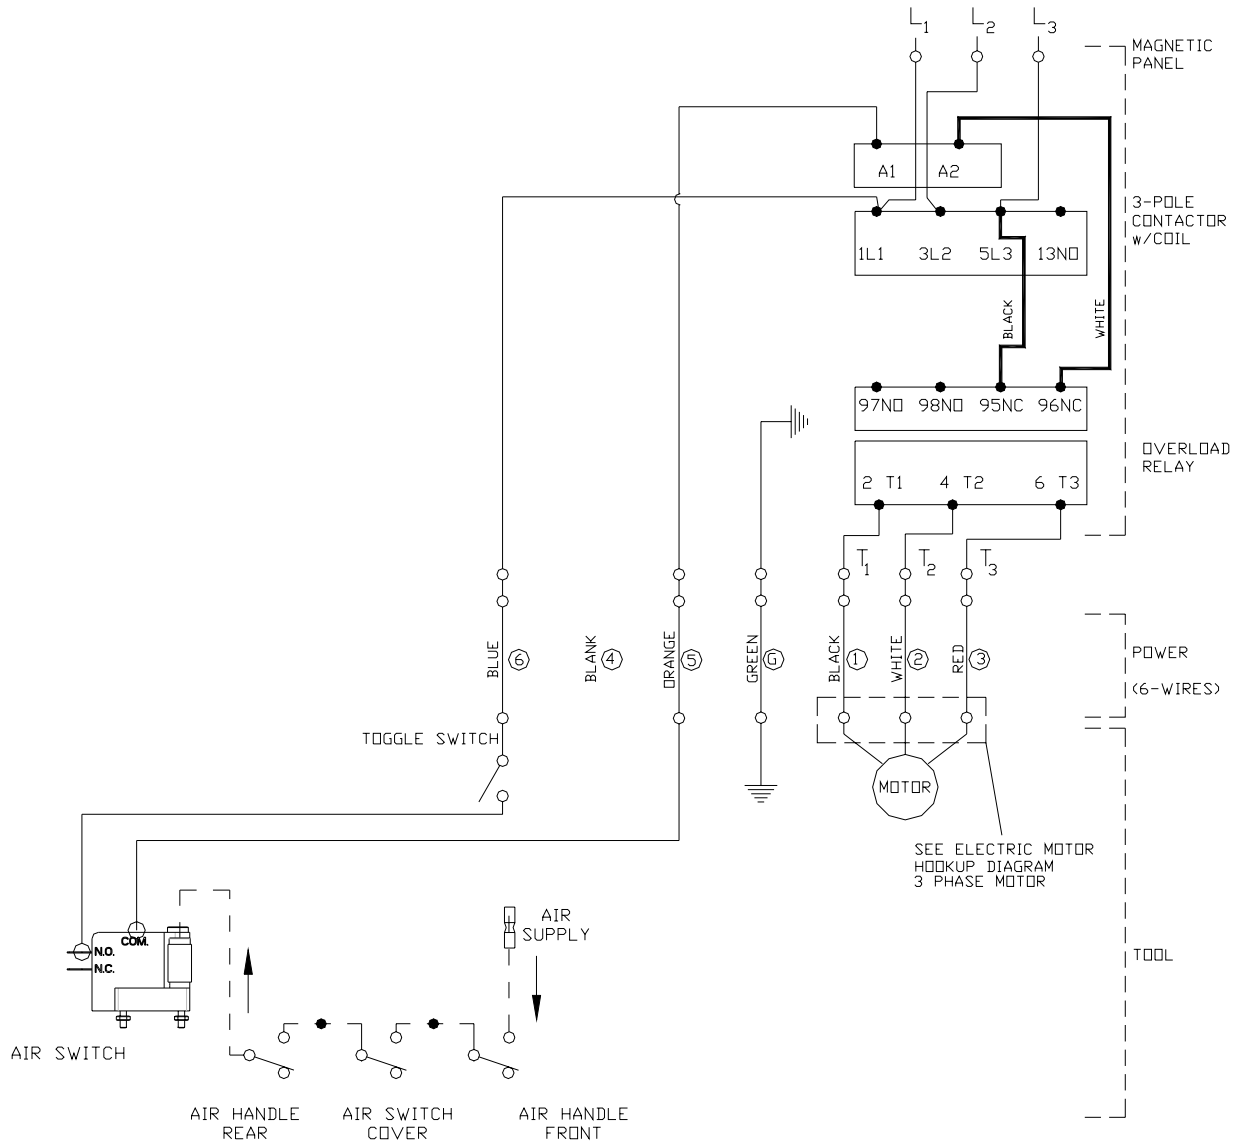 L1 L2 L3
MAGNETIC
PANEL
A1 A2
3-POLE
CONTACTOR
W/COIL
1L1 3L2 5L3 13NO
BLACK
WHITE
97NO 98NO 95NC 96NC
OVERLOAD
RELAY
2 T1 4 T2 6 T3
T1 T2 T3
BLUE 6
BLANK 4
ORANGE 5
GREEN G
BLACK 1
WHITE 2
RED 3
POWER
(6-WIRES)
TOGGLE SWITCH
MOTOR
SEE ELECTRIC MOTOR
HOOKUP DIAGRAM
3 PHASE MOTOR
COM.
N.O.
N.C.
AIR
SUPPLY
TOOL
AIR SWITCH
AIR HANDLE
REAR
AIR SWITCH
COVER
AIR HANDLE
FRONT